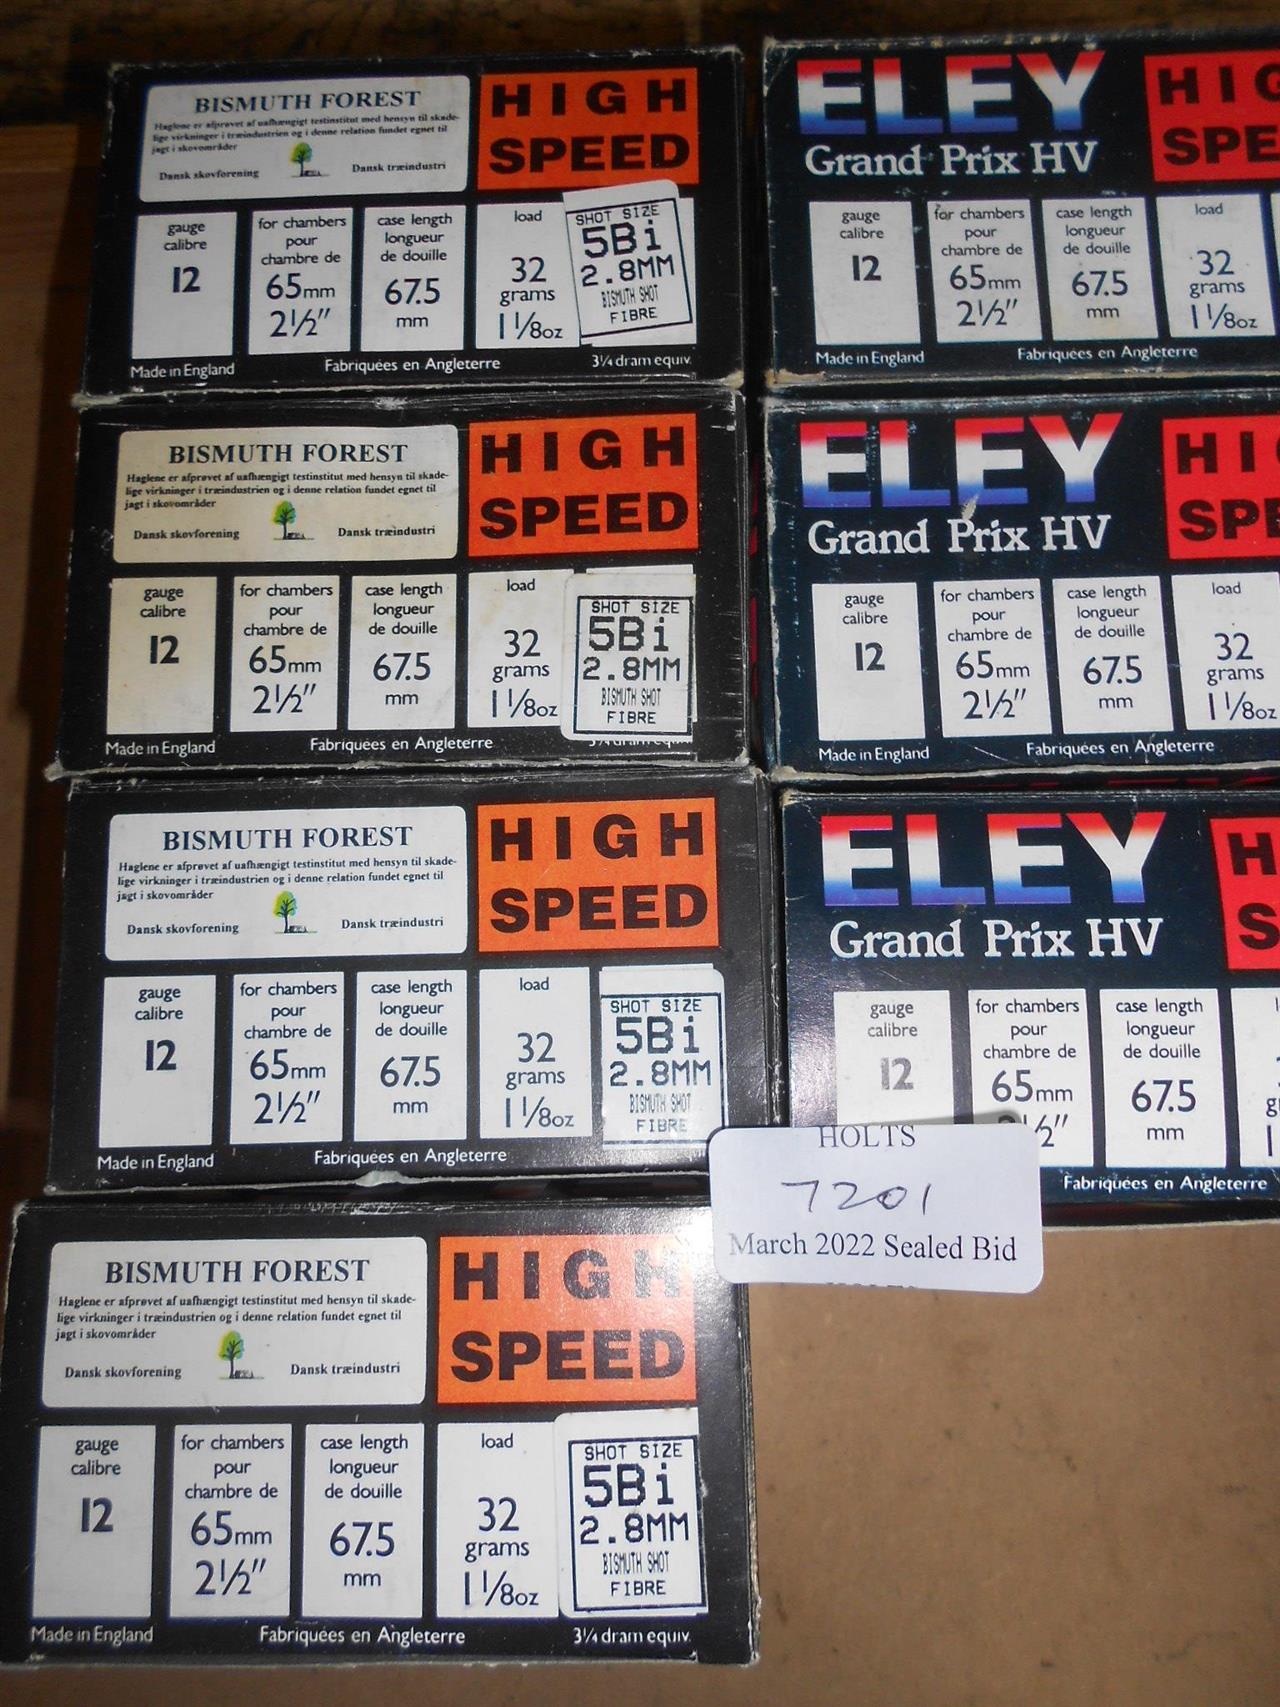 BISMUTH FOREST
Haglene er afprøvet af uafhængigt testinstitut med hensyn til skade-
lige virkninger i træindustrien og i denne relation fundet egnet til
jagt i skovområder
Dansk skovforening
Dansk træindustri
HIGH
SPEED
gauge
calibre
12
for chambers
pour
chambre de
65mm
2½"
case length
longueur
de douille
67.5
mm
load
32
grams
1 1/8oz
SHOT SIZE
5Bi
2.8MM
BISMUTH SHOT
FIBRE
Made in England
Fabriquées en Angleterre
3¼ dram equiv.
ELEY
Grand Prix HV
HIG
SPE
gauge
calibre
12
for chambers
pour
chambre de
65mm
2½"
case length
longueur
de douille
67.5
mm
load
32
grams
1 1/8oz
Made in England
Fabriquées en Angleterre
BISMUTH FOREST
Haglene er afprøvet af uafhængigt testinstitut med hensyn til skade-
lige virkninger i træindustrien og i denne relation fundet egnet til
jagt i skovområder
Dansk skovforening
Dansk træindustri
HIGH
SPEED
gauge
calibre
12
for chambers
pour
chambre de
65mm
2½"
case length
longueur
de douille
67.5
mm
load
32
grams
1 1/8oz
SHOT SIZE
5Bi
2.8MM
BISMUTH SHOT
FIBRE
Made in England
Fabriquées en Angleterre
ELEY
Grand Prix HV
HI
SPE
gauge
calibre
12
for chambers
pour
chambre de
65mm
2½"
case length
longueur
de douille
67.5
mm
load
32
grams
1 1/8oz
Made in England
Fabriquées en Angleterre
BISMUTH FOREST
Haglene er afprøvet af uafhængigt testinstitut med hensyn til skade-
lige virkninger i træindustrien og i denne relation fundet egnet til
jagt i skovområder
Dansk skovforening
Dansk træindustri
HIGH
SPEED
gauge
calibre
12
for chambers
pour
chambre de
65mm
2½"
case length
longueur
de douille
67.5
mm
load
32
grams
1 1/8oz
SHOT SIZE
5Bi
2.8MM
BISMUTH SHOT
FIBRE
Made in England
Fabriquées en Angleterre
ELEY
Grand Prix HV
H
S
gauge
calibre
12
for chambers
pour
chambre de
65mm
½"
case length
longueur
de douille
67.5
mm
Fabriquées en Angleterre
HOLTS
7201
March 2022 Sealed Bid
BISMUTH FOREST
Haglene er afprøvet af uafhængigt testinstitut med hensyn til skade-
lige virkninger i træindustrien og i denne relation fundet egnet til
jagt i skovområder
Dansk skovforening
Dansk træindustri
HIGH
SPEED
gauge
calibre
12
for chambers
pour
chambre de
65mm
2½"
case length
longueur
de douille
67.5
mm
load
32
grams
1 1/8oz
SHOT SIZE
5Bi
2.8MM
BISMUTH SHOT
FIBRE
Made in England
Fabriquées en Angleterre
3¼ dram equiv.